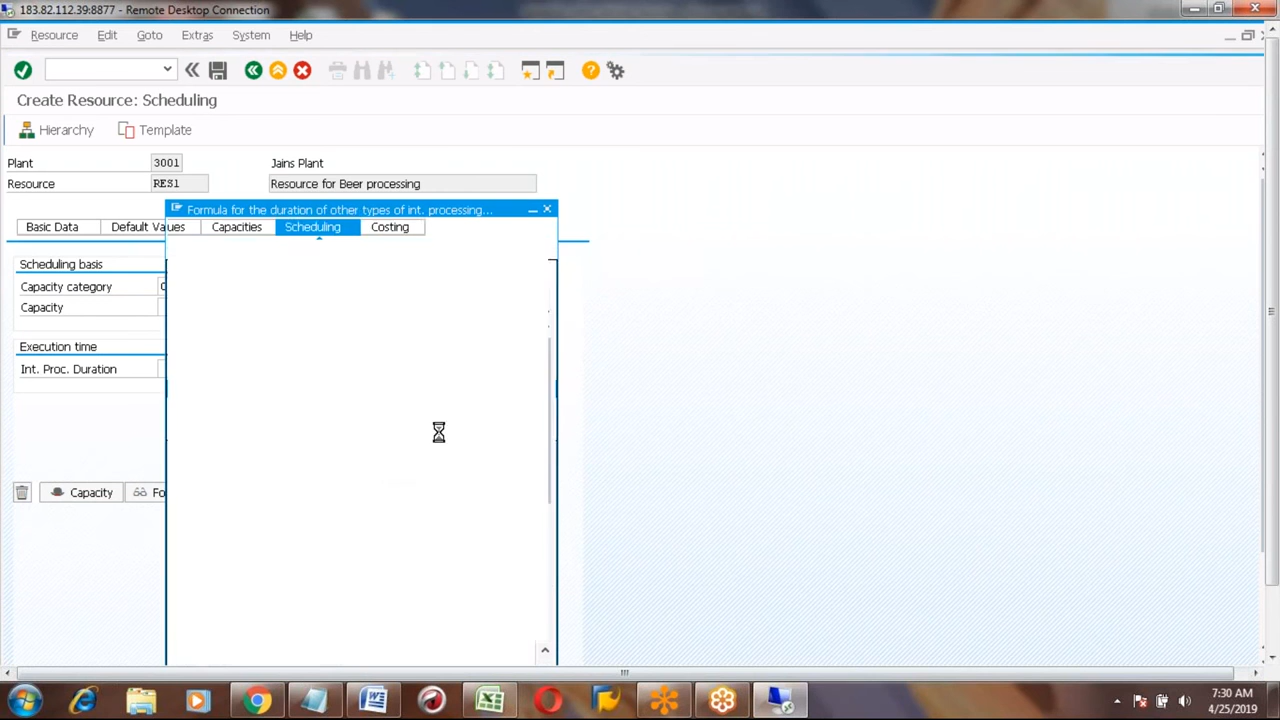 183.82.112.39:8877 - Remote Desktop Connection
Resource Edit Goto Extras System Help
Create Resource: Scheduling
Hierarchy Template
Plant 3001 Jains Plant
Resource RES1 Resource for Beer processing
Formula for the duration of other types of int. processing...
Basic Data Default Values Capacities Scheduling Costing
Scheduling basis
Capacity category 0
Capacity
Execution time
Int. Proc. Duration
Capacity Fo
7:30 AM
4/25/2019